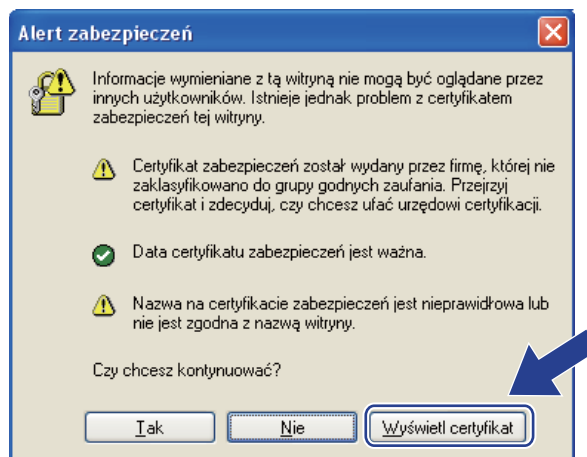 Alert zabezpieczeń
Informacje wymieniane z tą witryną nie mogą być oglądane przez
innych użytkowników. Istnieje jednak problem z certyfikatem
zabezpieczeń tej witryny.
Certyfikat zabezpieczeń został wydany przez firmę, której nie
zaklasyfikowano do grupy godnych zaufania. Przejrzyj
certyfikat i zdecyduj, czy chcesz ufać urzędowi certyfikacji.
Data certyfikatu zabezpieczeń jest ważna.
Nazwa na certyfikacie zabezpieczeń jest nieprawidłowa lub
nie jest zgodna z nazwą witryny.
Czy chcesz kontynuować?
Tak Nie Wyświetl certyfikat